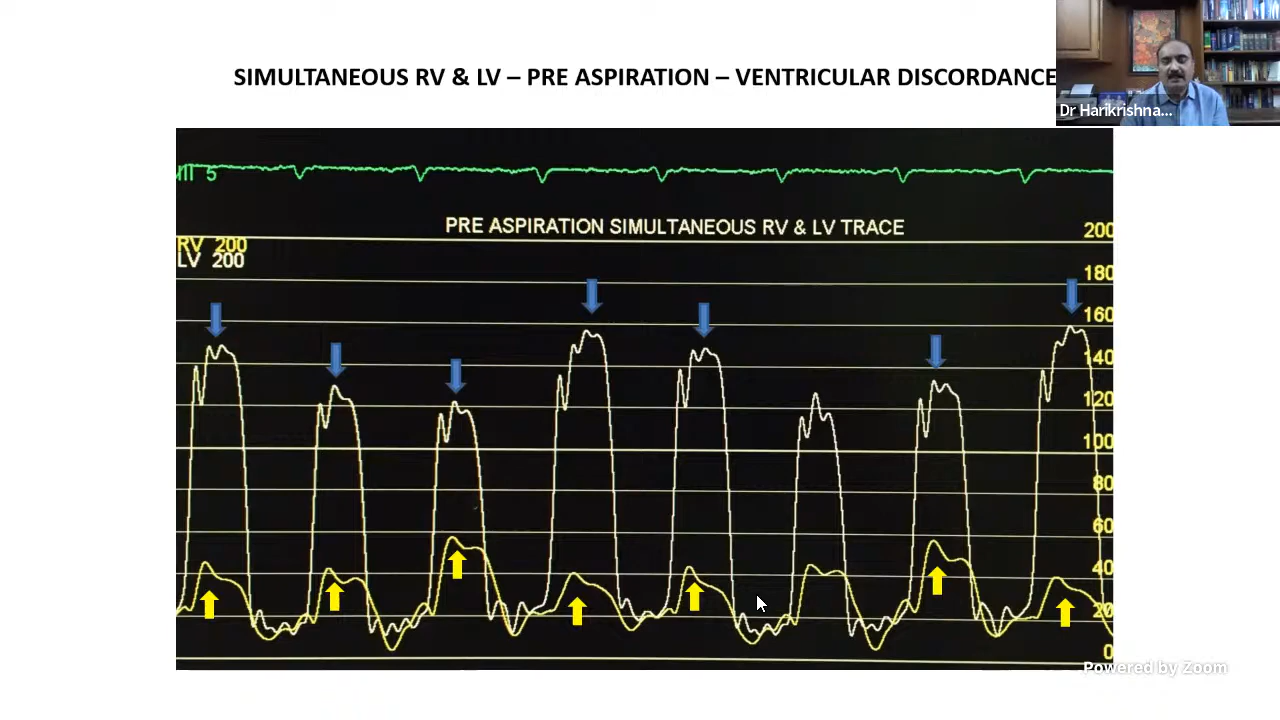 SIMULTANEOUS RV & LV – PRE ASPIRATION – VENTRICULAR DISCORDANCE
Dr Harikrishna...
5
PRE ASPIRATION SIMULTANEOUS RV & LV TRACE
RV 200
LV 200
200
180
160
140
120
100
80
60
40
20
0
Powered by Zoom